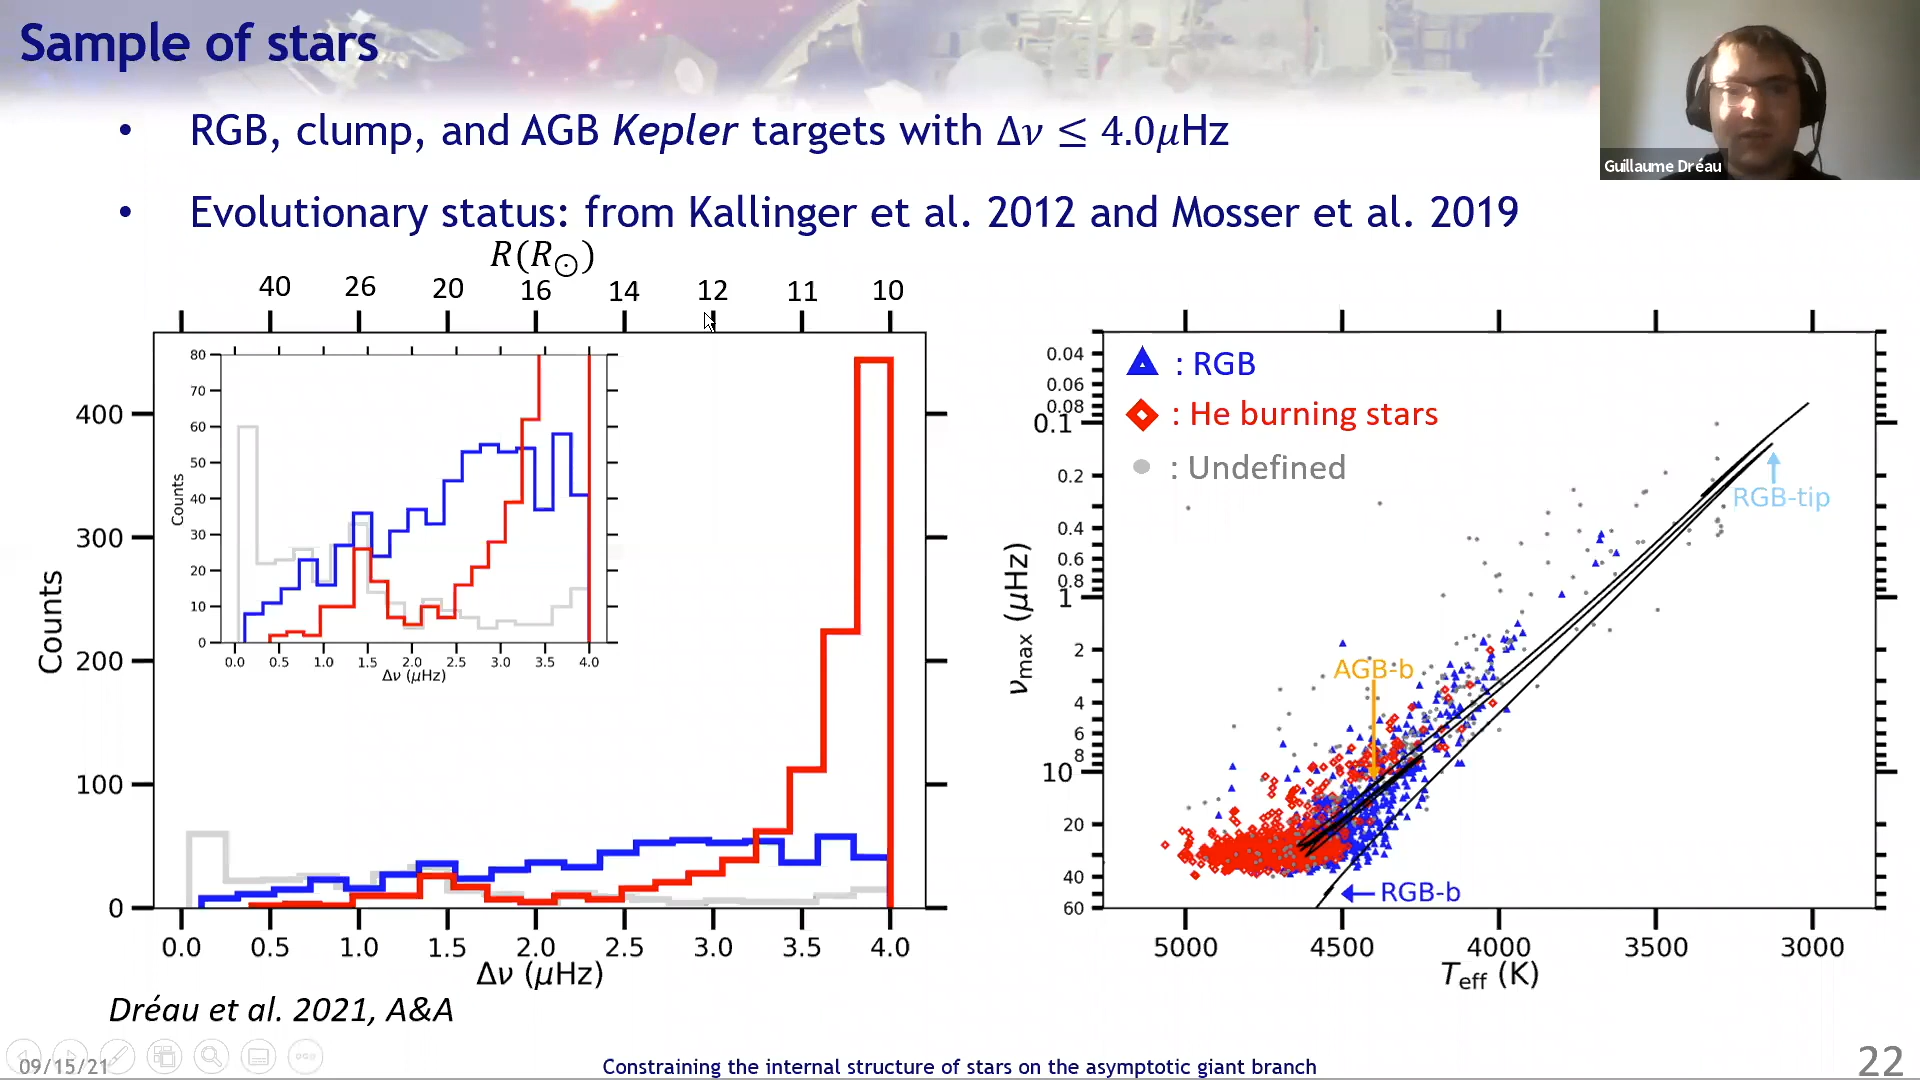 Sample of stars
Guillaume Dréau
• RGB, clump, and AGB Kepler targets with Δν ≤ 4.0μHz
• Evolutionary status: from Kallinger et al. 2012 and Mosser et al. 2019
R(R⊙)
40 26 20 16 14 12 11 10
400
300
200
100
0
Counts
0.0 0.5 1.0 1.5 2.0 2.5 3.0 3.5 4.0
Δν (μHz)
80
70
60
50
40
30
20
10
0
Counts
0.0 0.5 1.0 1.5 2.0 2.5 3.0 3.5 4.0
Δν (μHz)
: RGB
: He burning stars
: Undefined
0.04
0.06
0.08
0.1
0.2
0.4
0.6
0.8
1
2
4
6
8
10
20
40
60
νmax (μHz)
RGB-tip
AGB-b
RGB-b
5000 4500 4000 3500 3000
Teff (K)
Dréau et al. 2021, A&A
09/15/21
Constraining the internal structure of stars on the asymptotic giant branch
22